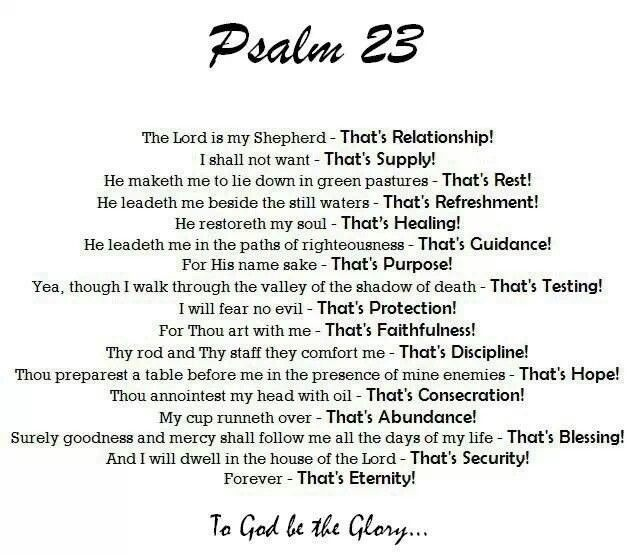 Psalm 23
The Lord is my Shepherd - That's Relationship!
I shall not want - That's Supply!
He maketh me to lie down in green pastures - That's Rest!
He leadeth me beside the still waters - That's Refreshment!
He restoreth my soul - That's Healing!
He leadeth me in the paths of righteousness - That's Guidance!
For His name sake - That's Purpose!
Yea, though I walk through the valley of the shadow of death - That's Testing!
I will fear no evil - That's Protection!
For Thou art with me - That's Faithfulness!
Thy rod and Thy staff they comfort me - That's Discipline!
Thou preparest a table before me in the presence of mine enemies - That's Hope!
Thou annointest my head with oil - That's Consecration!
My cup runneth over - That's Abundance!
Surely goodness and mercy shall follow me all the days of my life - That's Blessing!
And I will dwell in the house of the Lord - That's Security!
Forever - That's Eternity!
To God be the Glory...